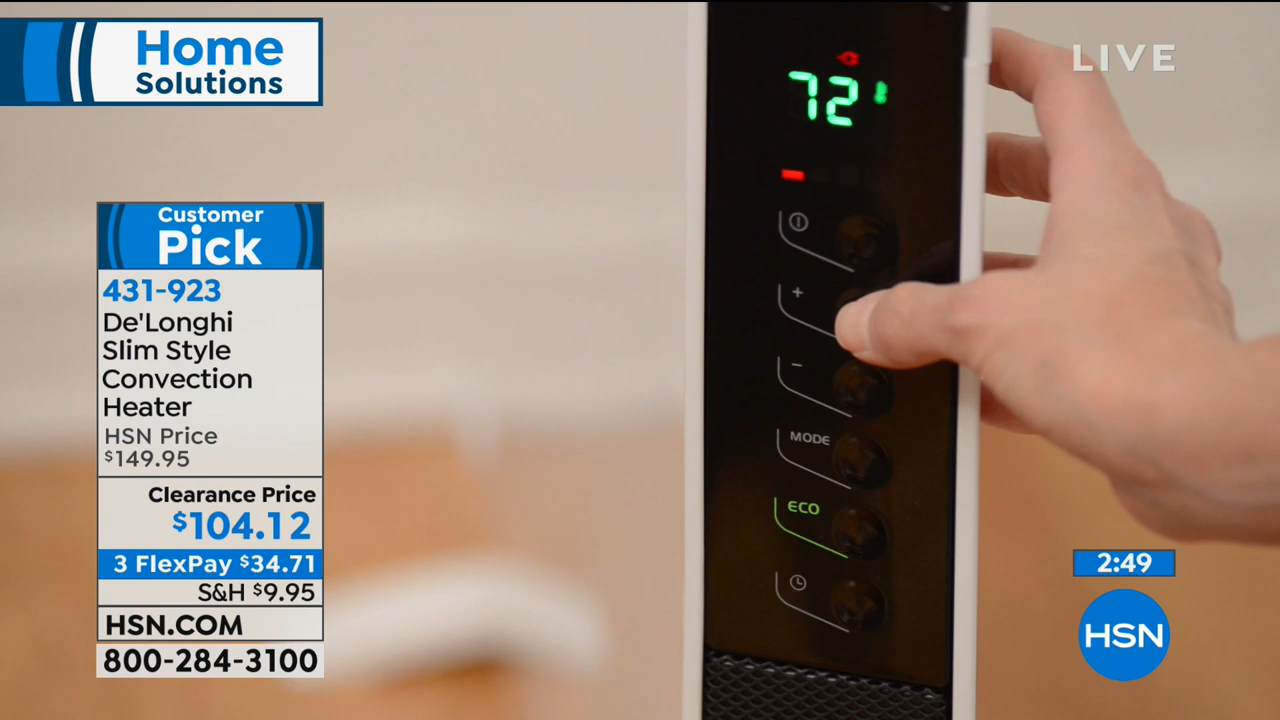 Home
Solutions
LIVE
72
Customer
Pick
431-923
De'Longhi
Slim Style
Convection
Heater
HSN Price
$149.95
Clearance Price
$104.12
3 FlexPay $34.71
S&H $9.95
HSN.COM
800-284-3100
+
-
MODE
ECO
2:49
HSN